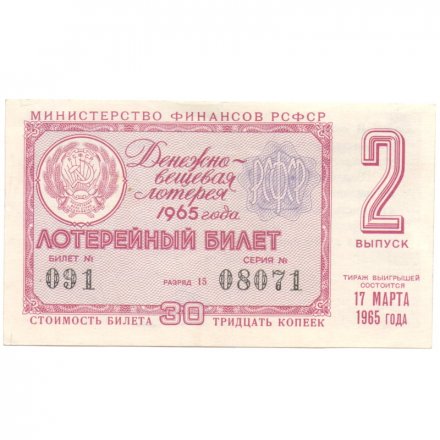 МИНИСТЕРСТВО ФИНАНСОВ РСФСР
Денежно-
вещевая
лотерея
1965 года
РСФСР
ЛОТЕРЕЙНЫЙ БИЛЕТ
БИЛЕТ № СЕРИЯ №
091 РАЗРЯД 15 08071
СТОИМОСТЬ БИЛЕТА 30 ТРИДЦАТЬ КОПЕЕК
2
ВЫПУСК
ТИРАЖ ВЫИГРЫШЕЙ
СОСТОИТСЯ
17 МАРТА
1965 ГОДА